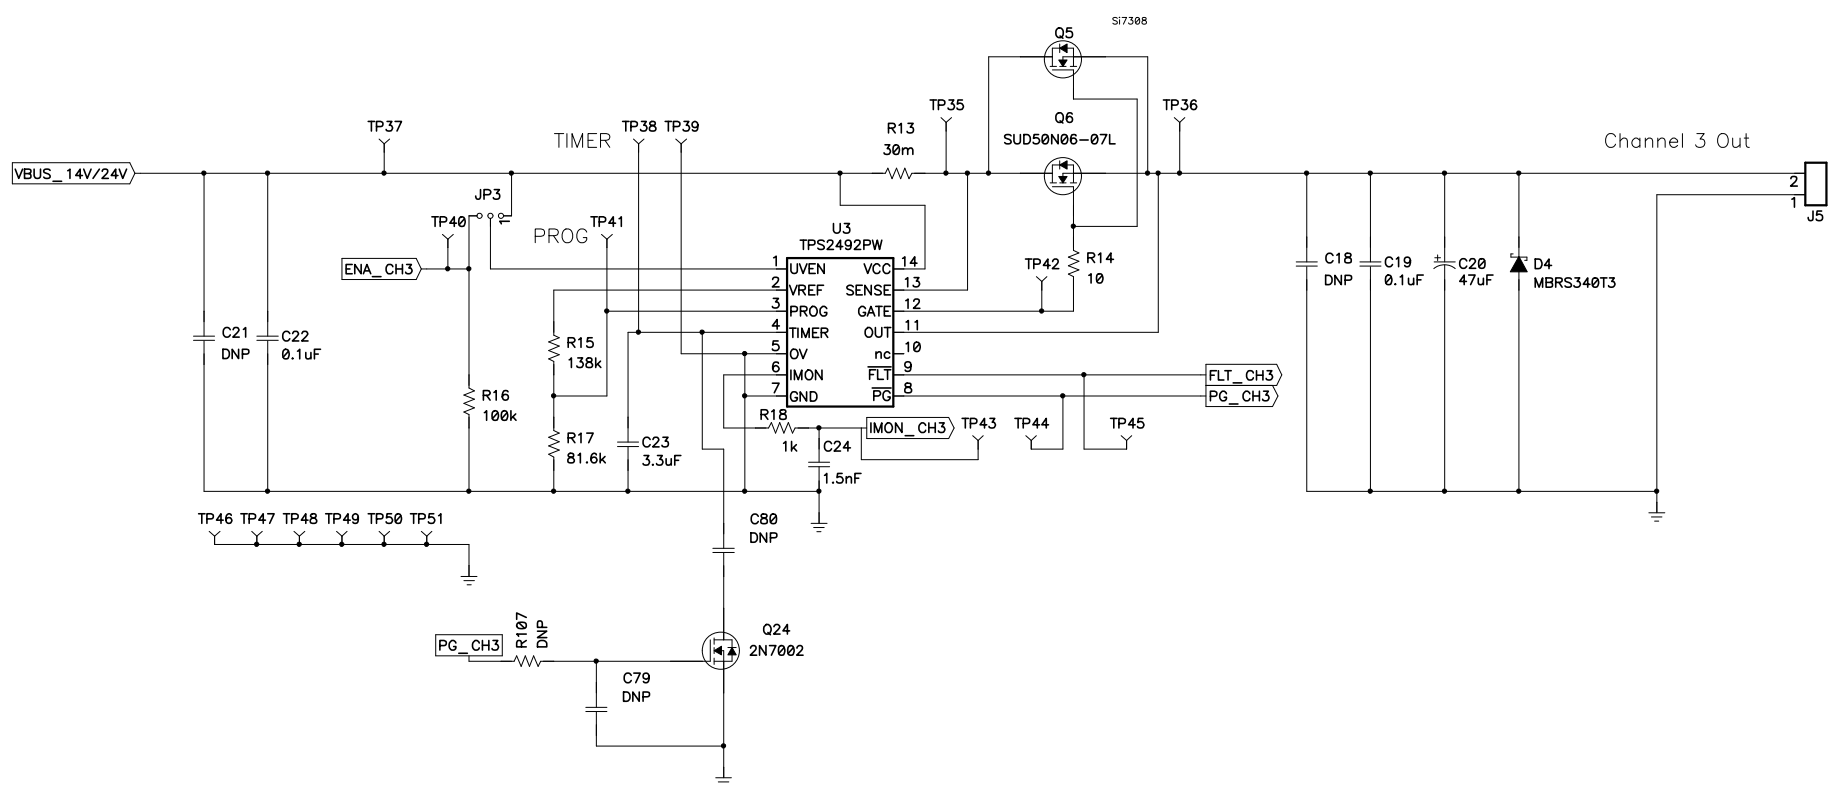 Si7308
Q5
TP35
TP36
Q6
SUD50N06-07L
TP37
TIMER
TP38
TP39
R13
30m
Channel 3 Out
VBUS_14V/24V
2
1
J5
JP3
1
TP40
PROG
TP41
U3
TPS2492PW
ENA_CH3
1 UVEN VCC 14
2 VREF SENSE 13
3 PROG GATE 12
4 TIMER OUT 11
5 OV nc 10
6 IMON FLT 9
7 GND PG 8
TP42
R14
10
C18
DNP
C19
0.1uF
C20
+
47uF
D4
MBRS340T3
C21
DNP
C22
0.1uF
R15
138k
FLT_CH3
PG_CH3
R16
100k
R17
81.6k
C23
3.3uF
R18
1k
C24
1.5nF
IMON_CH3
TP43
TP44
TP45
TP46 TP47 TP48 TP49 TP50 TP51
C80
DNP
PG_CH3
R107
DNP
Q24
2N7002
C79
DNP